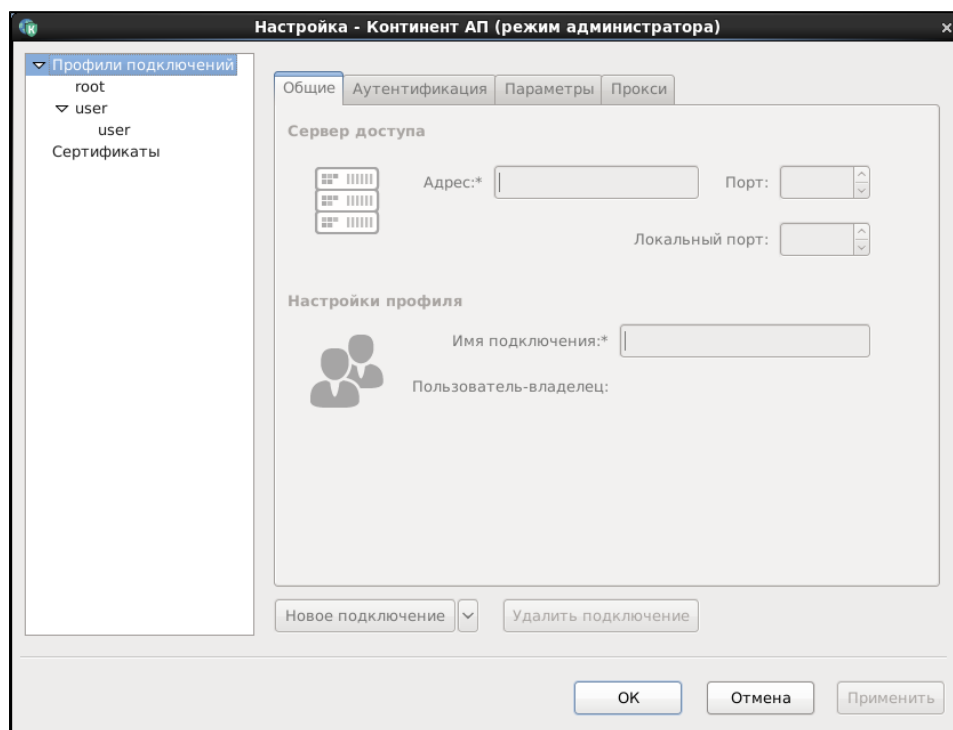 Настройка - Континент АП (режим администратора)
Профили подключений
root
user
user
Сертификаты
Общие Аутентификация Параметры Прокси
Сервер доступа
Адрес:* Порт:
Локальный порт:
Настройки профиля
Имя подключения:*
Пользователь-владелец:
Новое подключение Удалить подключение
OK Отмена Применить